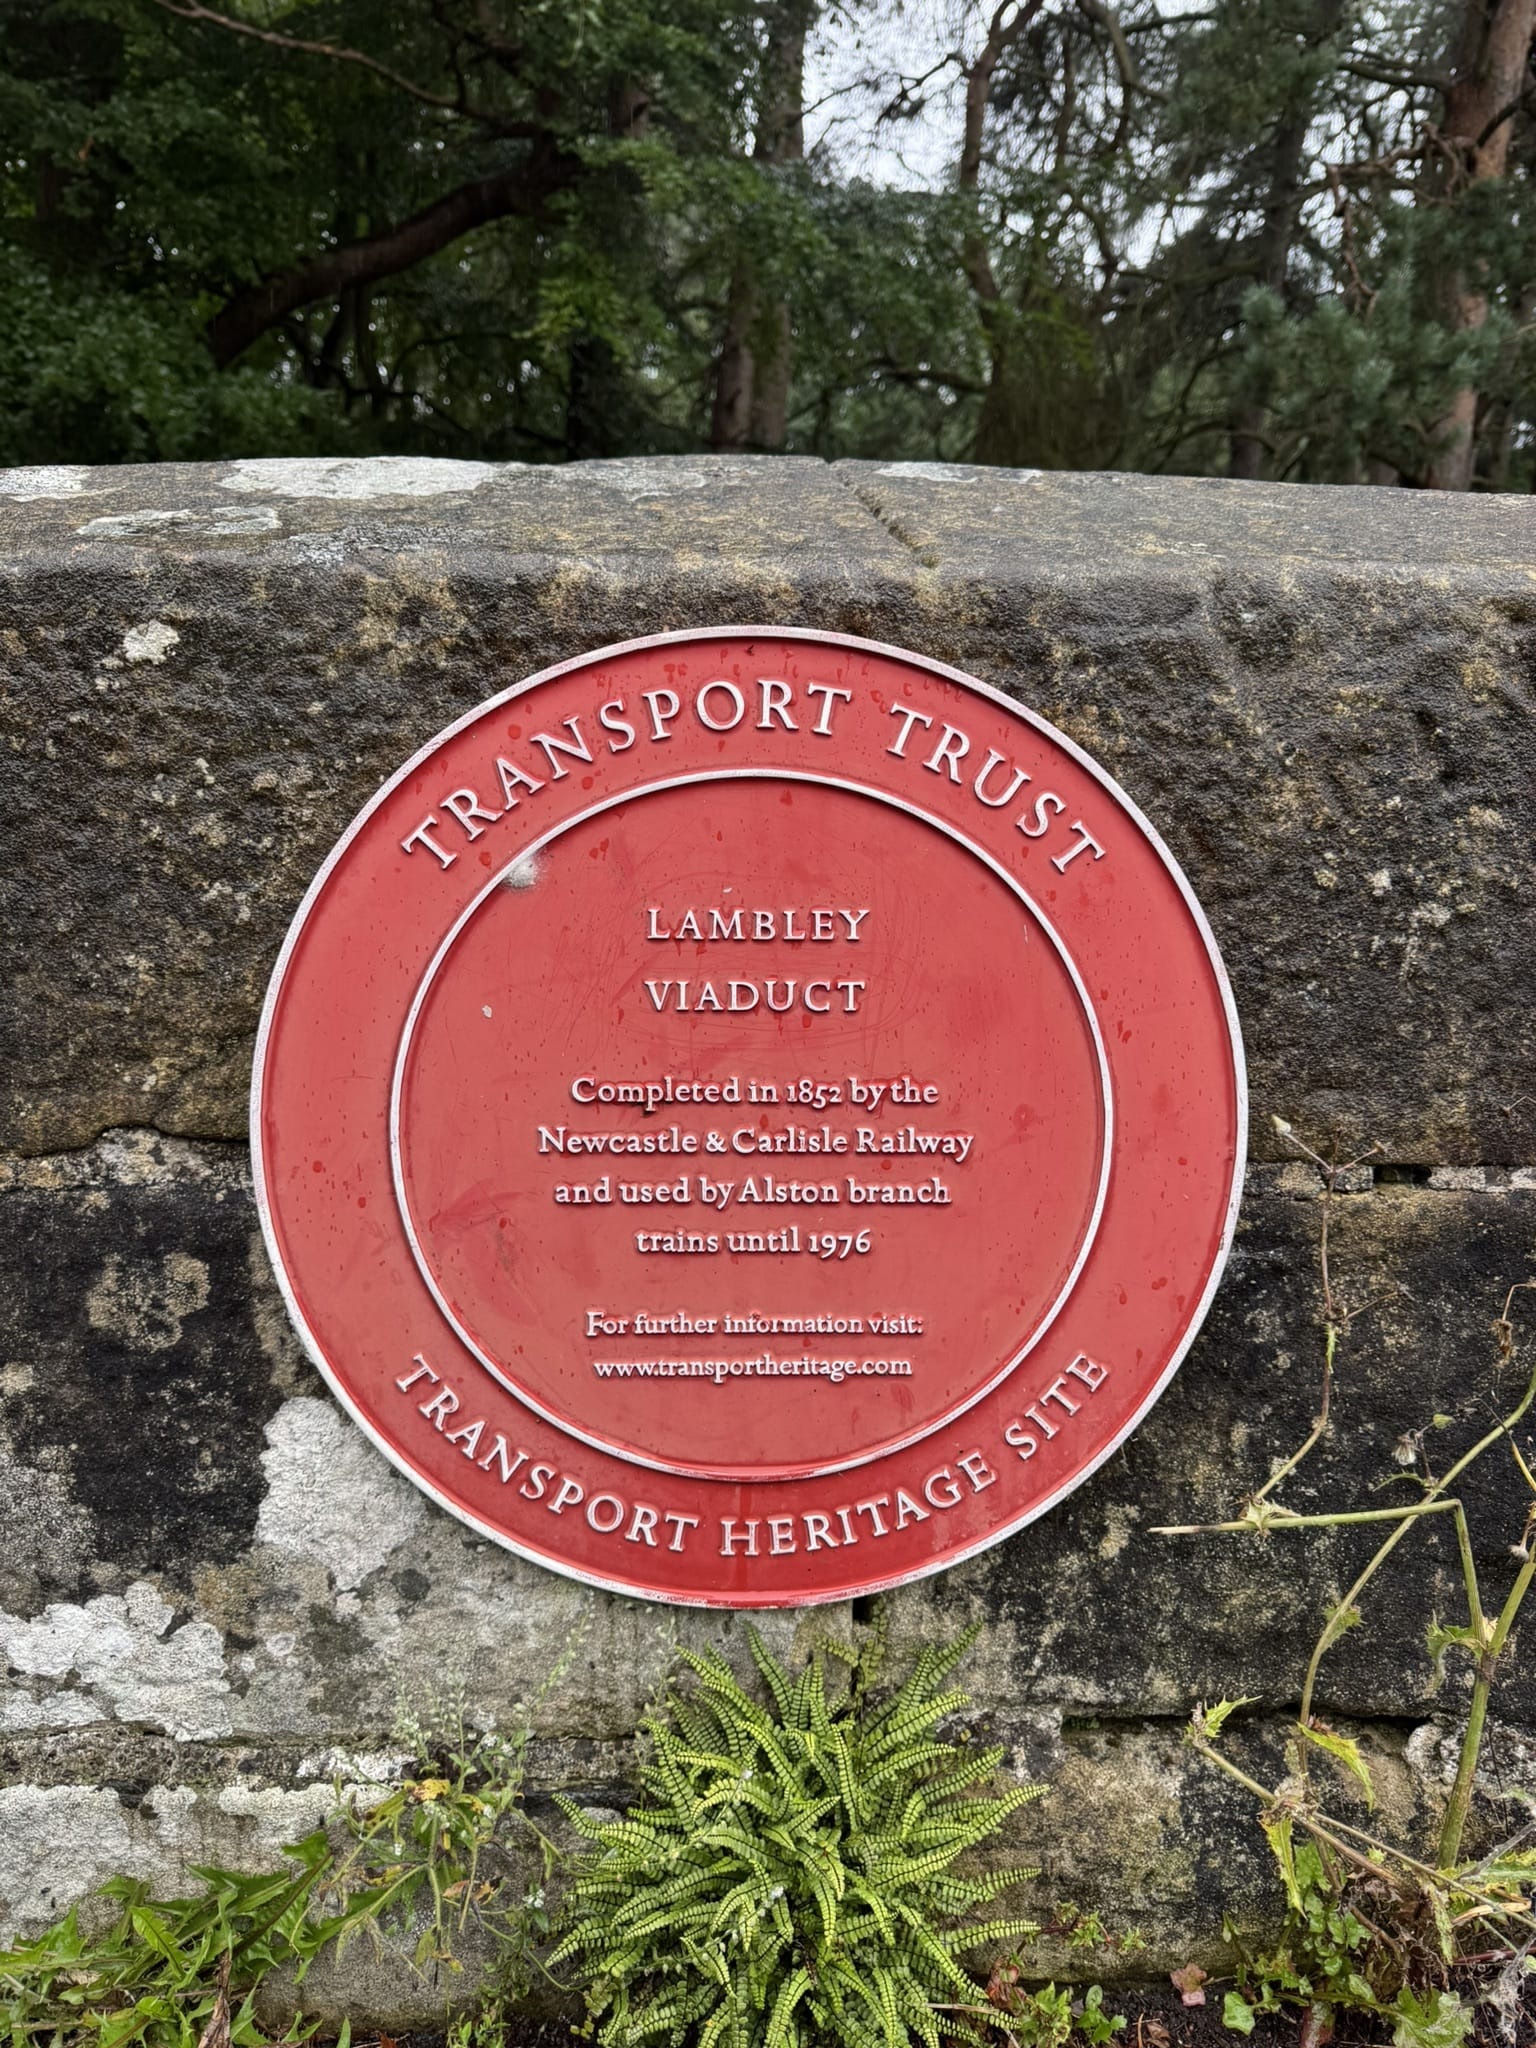 TRANSPORT TRUST
LAMBLEY
VIADUCT
Completed in 1852 by the
Newcastle & Carlisle Railway
and used by Alston branch
trains until 1976
For further information visit:
www.transportheritage.com
TRANSPORT HERITAGE SITE